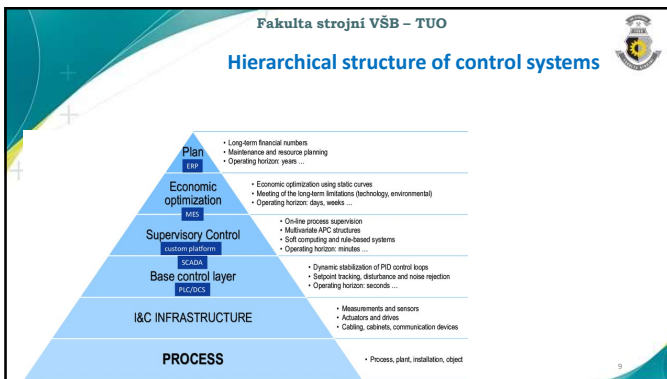 Fakulta strojní VŠB – TUO
Hierarchical structure of control systems
Plan
ERP
• Long-term financial numbers
• Maintenance and resource planning
• Operating horizon: years ...
Economic
optimization
MES
• Economic optimization using static curves
• Meeting of the long-term limitations (technology, environmental)
• Operating horizon: days, weeks ...
Supervisory Control
custom platform
SCADA
• On-line process supervision
• Multivariate APC structures
• Soft computing and rule-based systems
• Operating horizon: minutes ...
Base control layer
PLC/DCS
• Dynamic stabilization of PID control loops
• Setpoint tracking, disturbance and noise rejection
• Operating horizon: seconds ...
I&C INFRASTRUCTURE
• Measurements and sensors
• Actuators and drives
• Cabling, cabinets, communication devices
PROCESS
• Process, plant, installation, object
9